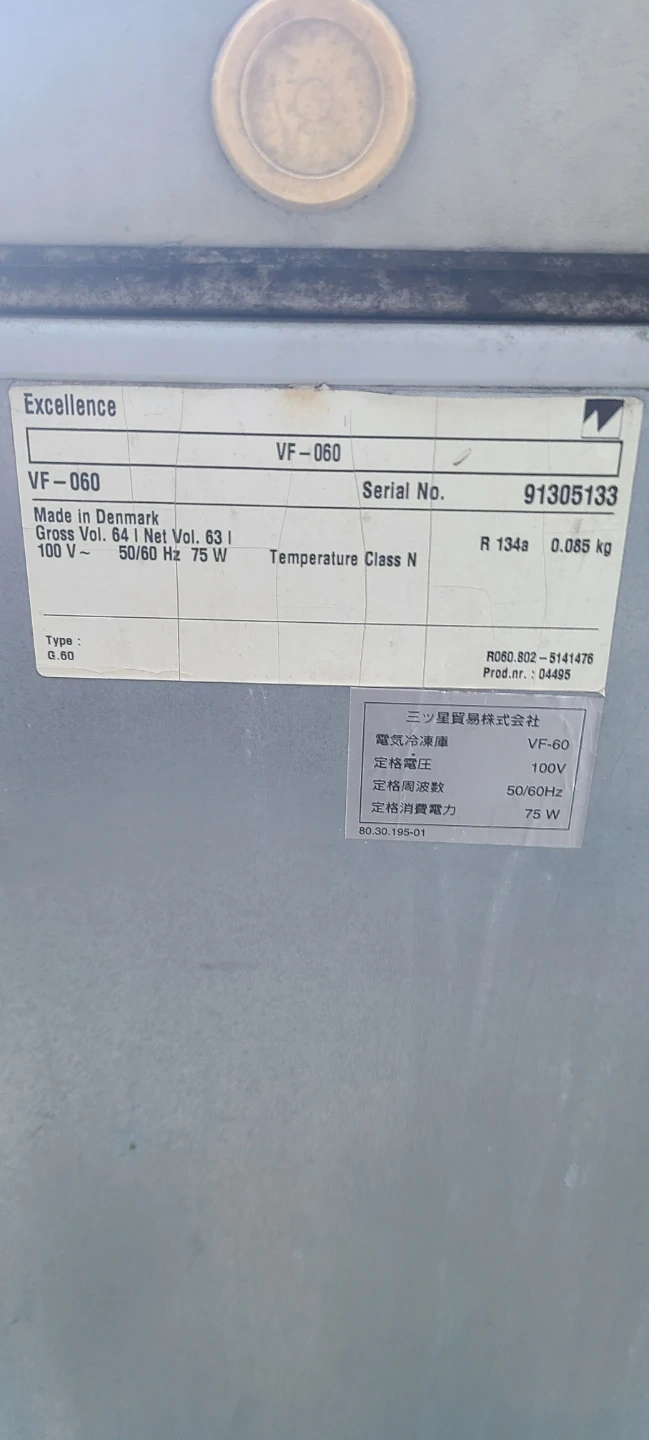 Excellence
VF-060
VF-060 Serial No. 91305133
Made in Denmark
Gross Vol. 64 l Net Vol. 63 l
100 V~ 50/60 Hz 75 W Temperature Class N R 134a 0.085 kg
Type :
G.60
R060.802-5141476
Prod.nr. : 04495
三ツ星貿易株式会社
電気冷凍庫 VF-60
定格電圧 100V
定格周波数 50/60Hz
定格消費電力 75 W
80.30.195-01